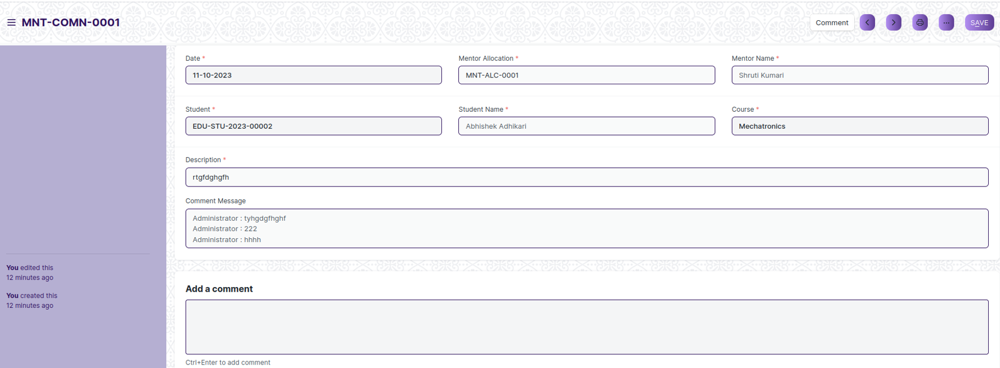 MNT-COMN-0001
Comment
SAVE
Date *
Mentor Allocation *
Mentor Name *
11-10-2023
MNT-ALC-0001
Shruti Kumari
Student *
Student Name *
Course *
EDU-STU-2023-00002
Abhishek Adhikari
Mechatronics
Description *
rtgfdghgfh
Comment Message
Administrator : tyhgdgfhghf
Administrator : 222
Administrator : hhhh
You edited this
12 minutes ago
You created this
12 minutes ago
Add a comment
Ctrl+Enter to add comment